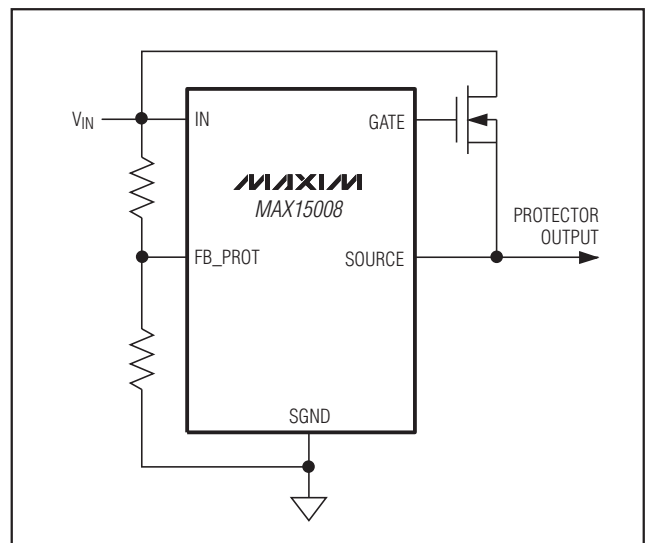 V_IN
IN
GATE
MAXIM
MAX15008
PROTECTOR
OUTPUT
FB_PROT
SOURCE
SGND